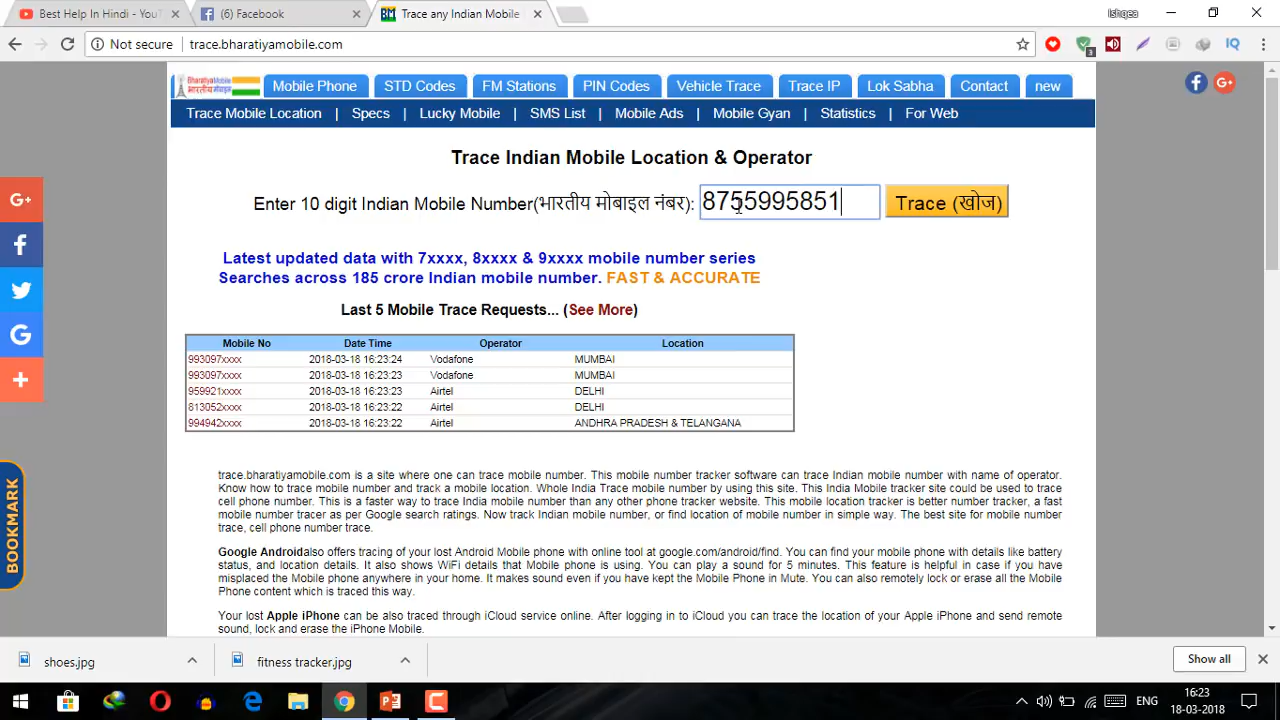 Best Help In Hindi - YouT
Facebook
Trace any Indian Mobile
Ishqea
Not secure | trace.bharatiyamobile.com
Mobile Phone STD Codes FM Stations PIN Codes Vehicle Trace Trace IP Lok Sabha Contact new
Trace Mobile Location | Specs | Lucky Mobile | SMS List | Mobile Ads | Mobile Gyan | Statistics | For Web
Trace Indian Mobile Location & Operator
Enter 10 digit Indian Mobile Number(भारतीय मोबाइल नंबर): 8755995851 Trace (खोज)
Latest updated data with 7xxxx, 8xxxx & 9xxxx mobile number series
Searches across 185 crore Indian mobile number. FAST & ACCURATE
Last 5 Mobile Trace Requests... (See More)
Mobile No Date Time Operator Location
993097xxxx 2018-03-18 16:23:24 Vodafone MUMBAI
993097xxxx 2018-03-18 16:23:23 Vodafone MUMBAI
959921xxxx 2018-03-18 16:23:23 Airtel DELHI
813052xxxx 2018-03-18 16:23:22 Airtel DELHI
994942xxxx 2018-03-18 16:23:22 Airtel ANDHRA PRADESH & TELANGANA
trace.bharatiyamobile.com is a site where one can trace mobile number. This mobile number tracker software can trace Indian mobile number with name of operator.
Know how to trace mobile number and track a mobile location. Whole India Trace mobile number by using this site. This India Mobile tracker site could be used to trace
cell phone number. This is a faster way to trace India mobile number than any other phone tracker website. This mobile location tracker is better number tracker, a fast
mobile number tracer as per Google search ratings. Now track Indian mobile number, or find location of mobile number in simple way. The best site for mobile number
trace, cell phone number trace.
Google Androidalso offers tracing of your lost Android Mobile phone with online tool at google.com/android/find. You can find your mobile phone with details like battery
status, and location details. It also shows WiFi details that Mobile phone is using. You can play a sound for 5 minutes. This feature is helpful in case if you have
misplaced the Mobile phone anywhere in your home. It makes sound even if you have kept the Mobile Phone in Mute. You can also remotely lock or erase all the Mobile
Phone content which is traced this way.
Your lost Apple iPhone can be also traced through iCloud service online. After logging in to iCloud you can trace the location of your Apple iPhone and send remote
sound, lock and erase the iPhone Mobile.
BOOKMARK
shoes.jpg
fitness tracker.jpg
Show all
ENG
16:23
18-03-2018